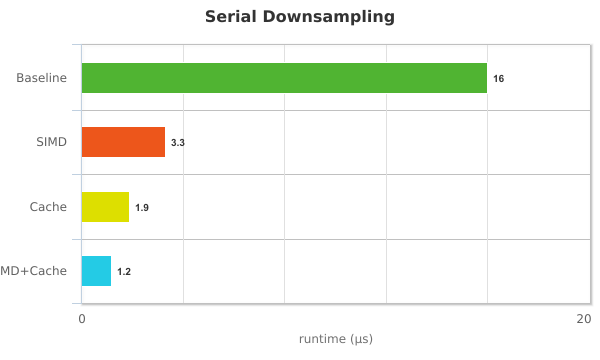 Serial Downsampling
Baseline
16
SIMD
3.3
Cache
1.9
MD+Cache
1.2
0
20
runtime (µs)